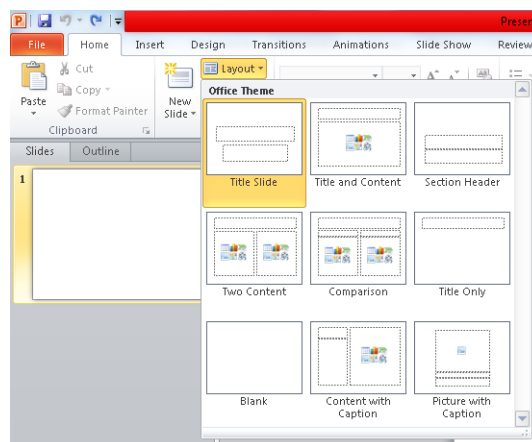 P
Presen
File Home Insert Design Transitions Animations Slide Show Review
Paste
Cut
Copy
Format Painter
Clipboard
New
Slide
Layout
Slides Outline
1
Office Theme
Title Slide Title and Content Section Header
Two Content Comparison Title Only
Blank Content with Caption Picture with Caption